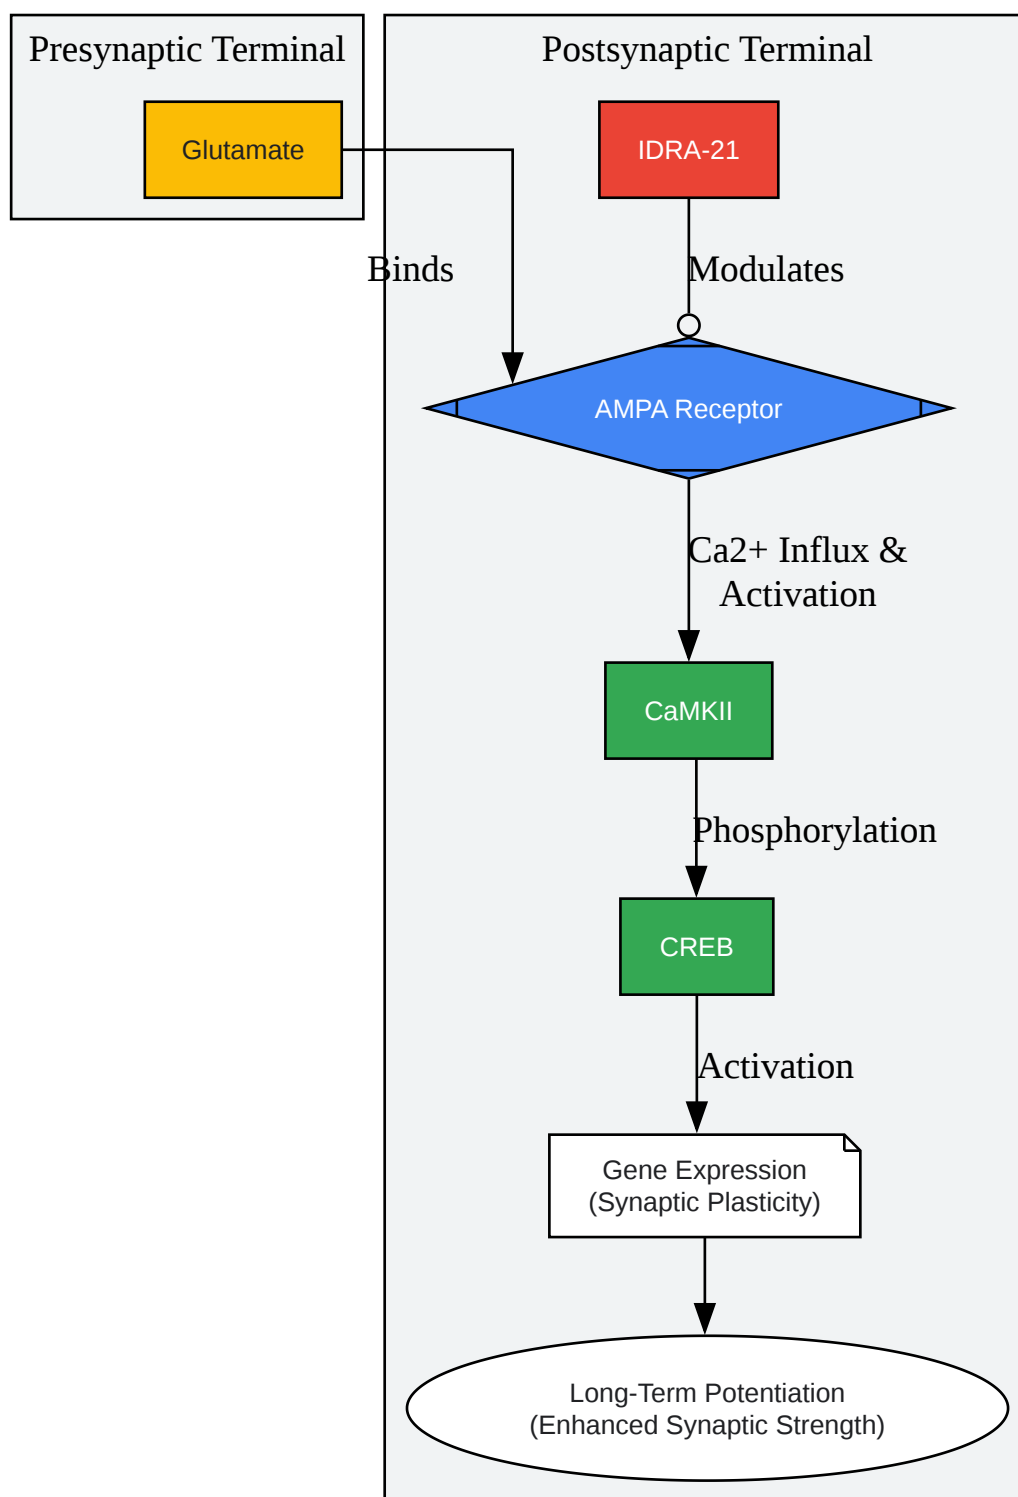 Presynaptic Terminal
Postsynaptic Terminal
Glutamate
IDRA-21
Binds
Modulates
AMPA Receptor
Ca2+ Influx &
Activation
CaMKII
Phosphorylation
CREB
Activation
Gene Expression
(Synaptic Plasticity)
Long-Term Potentiation
(Enhanced Synaptic Strength)